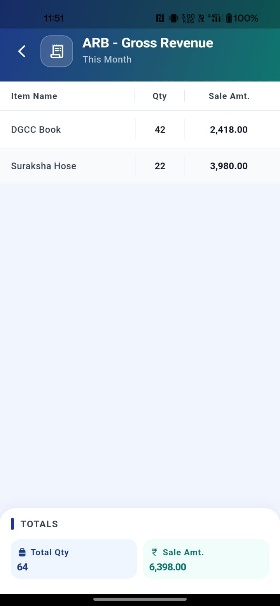 11:51
100%
ARB - Gross Revenue
This Month
Item Name Qty Sale Amt.
DGCC Book 42 2,418.00
Suraksha Hose 22 3,980.00
TOTALS
Total Qty ₹ Sale Amt.
64 6,398.00